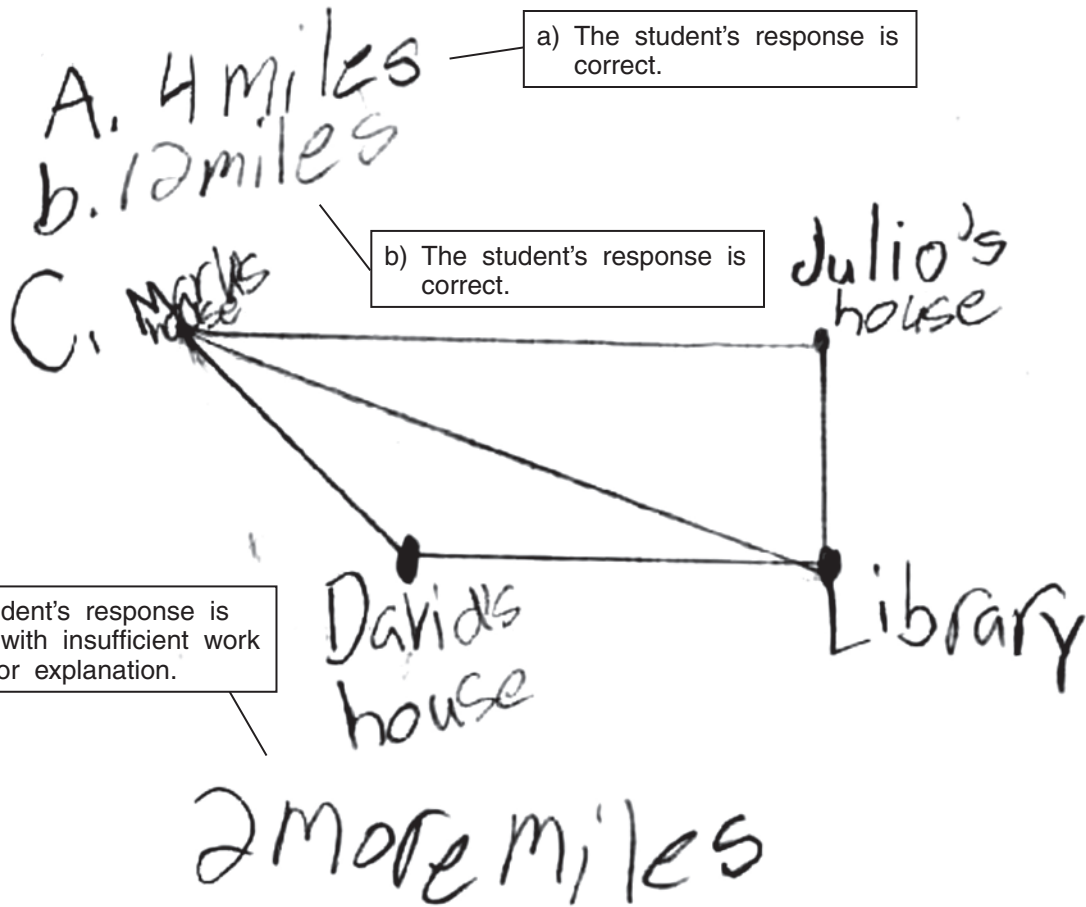 A. 4 miles
a) The student's response is
correct.
b. 12 miles
b) The student's response is
correct.
C. Mark's
house
Julio's
house
David's
house
Library
dent's response is
with insufficient work
or explanation.
2 more miles